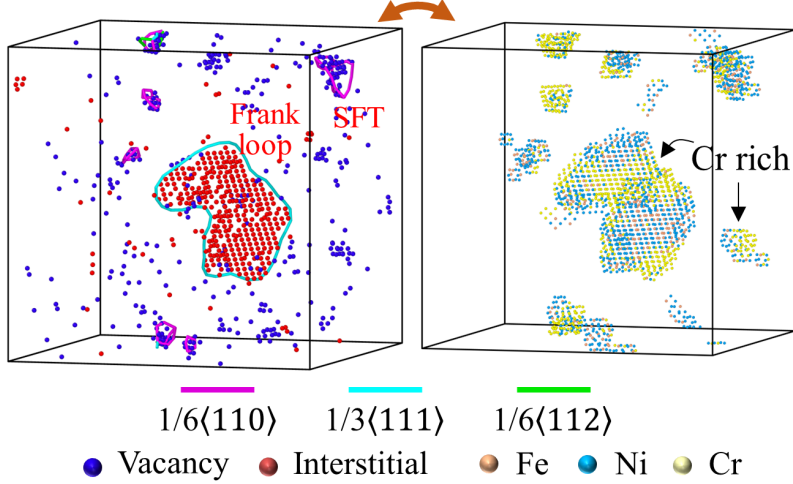 Frank
loop
SFT
Cr rich
1/6⟨110⟩ 1/3⟨111⟩ 1/6⟨112⟩
Vacancy Interstitial Fe Ni Cr